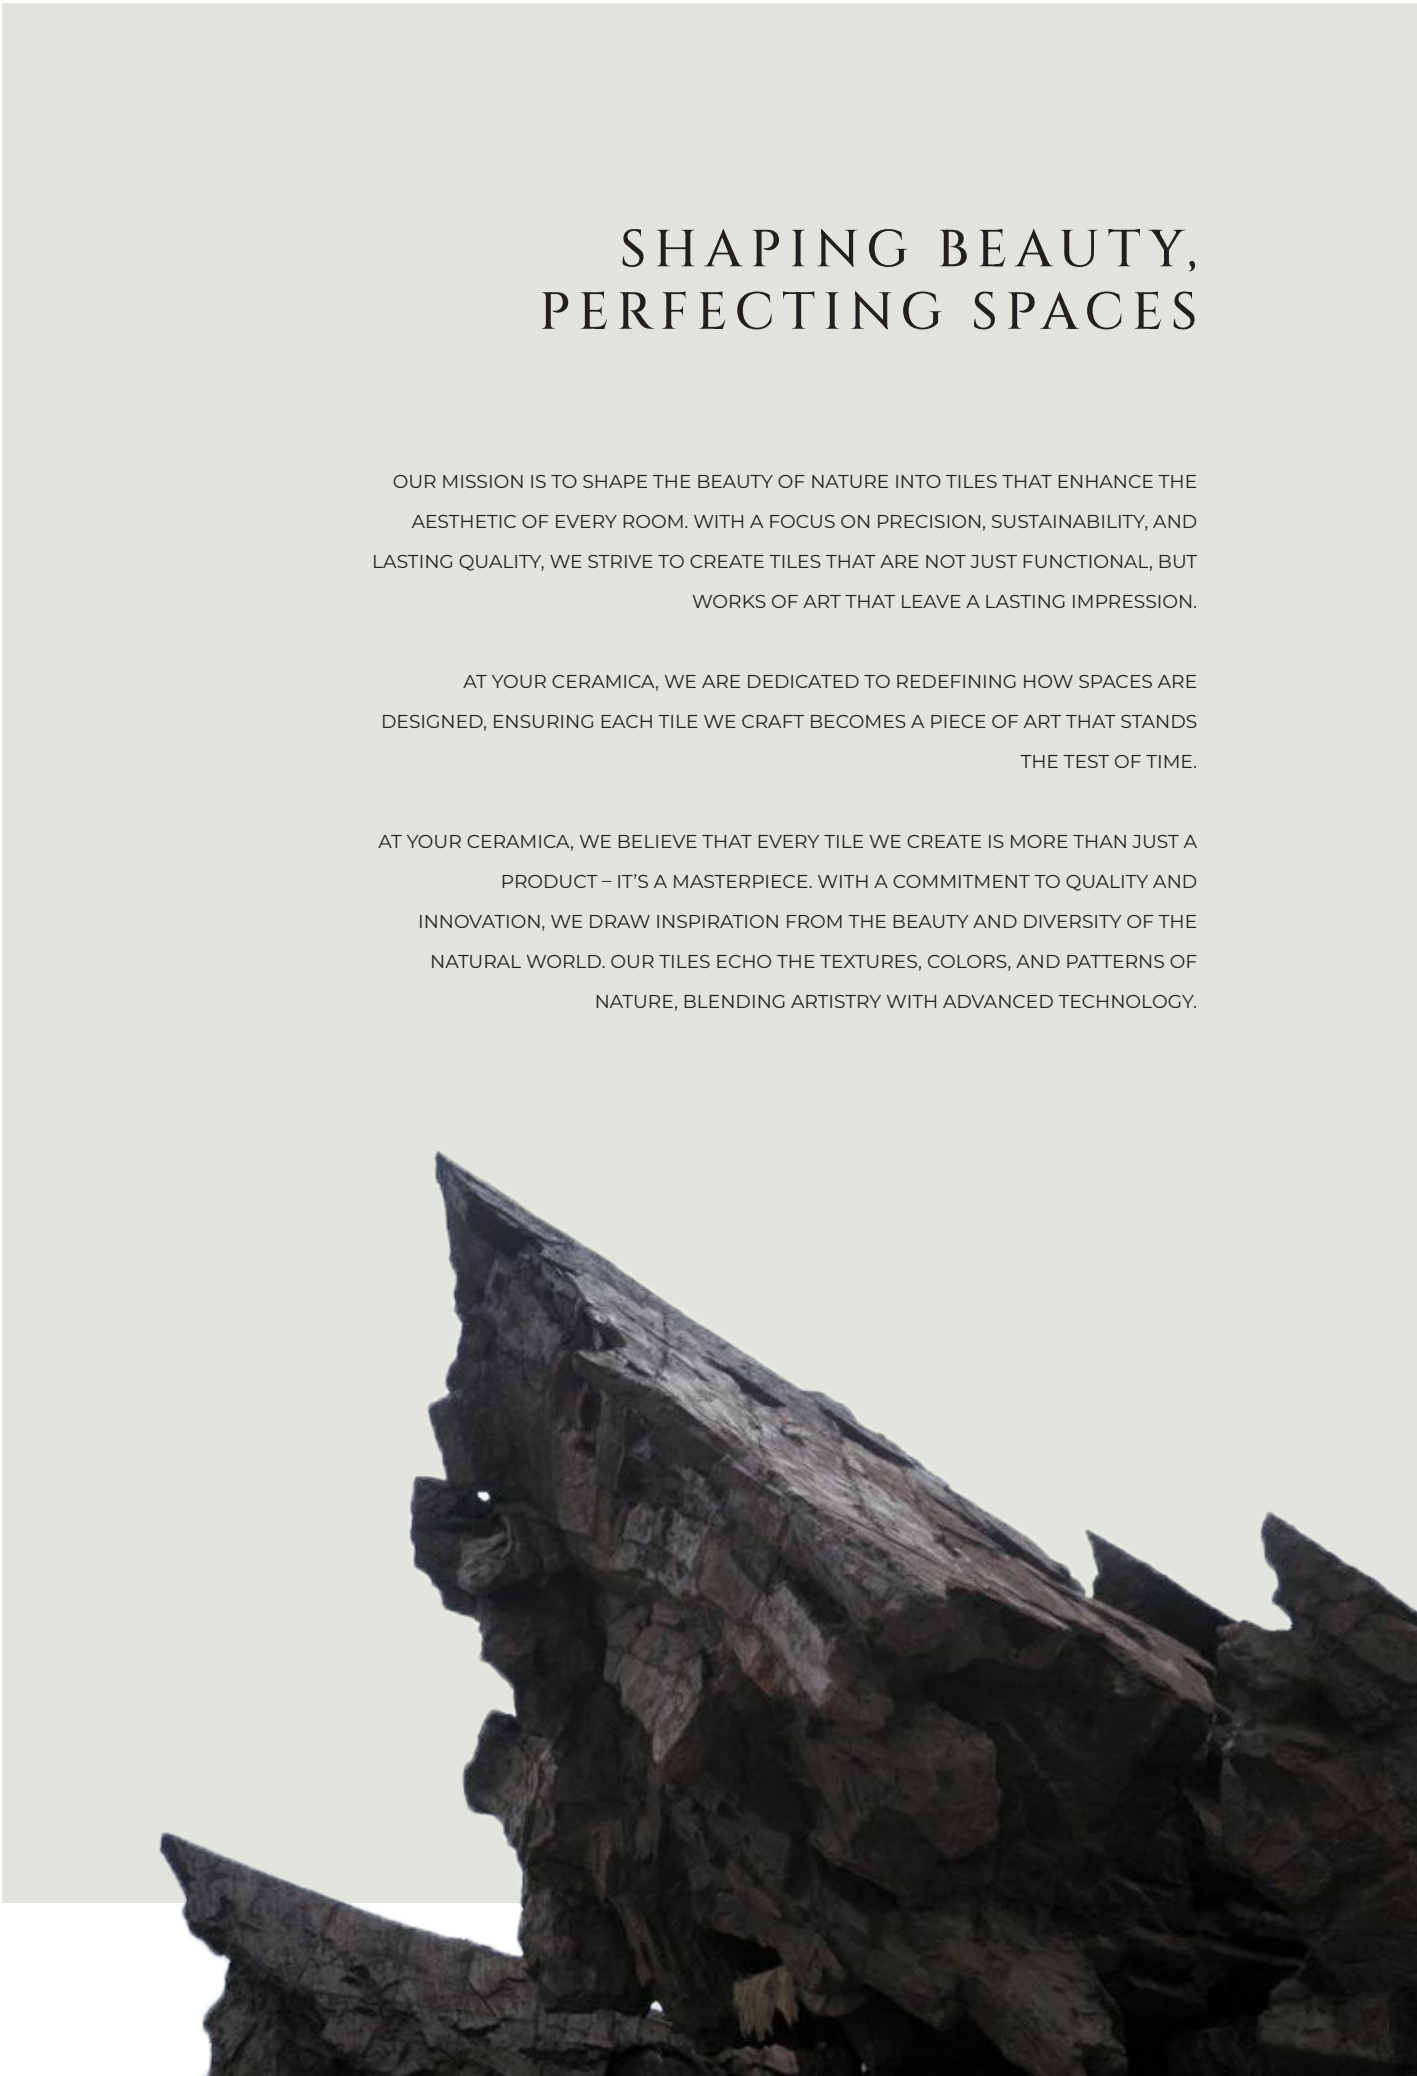 SHAPING BEAUTY,
PERFECTING SPACES
OUR MISSION IS TO SHAPE THE BEAUTY OF NATURE INTO TILES THAT ENHANCE THE
AESTHETIC OF EVERY ROOM. WITH A FOCUS ON PRECISION, SUSTAINABILITY, AND
LASTING QUALITY, WE STRIVE TO CREATE TILES THAT ARE NOT JUST FUNCTIONAL, BUT
WORKS OF ART THAT LEAVE A LASTING IMPRESSION.
AT YOUR CERAMICA, WE ARE DEDICATED TO REDEFINING HOW SPACES ARE
DESIGNED, ENSURING EACH TILE WE CRAFT BECOMES A PIECE OF ART THAT STANDS
THE TEST OF TIME.
AT YOUR CERAMICA, WE BELIEVE THAT EVERY TILE WE CREATE IS MORE THAN JUST A
PRODUCT – IT’S A MASTERPIECE. WITH A COMMITMENT TO QUALITY AND
INNOVATION, WE DRAW INSPIRATION FROM THE BEAUTY AND DIVERSITY OF THE
NATURAL WORLD. OUR TILES ECHO THE TEXTURES, COLORS, AND PATTERNS OF
NATURE, BLENDING ARTISTRY WITH ADVANCED TECHNOLOGY.